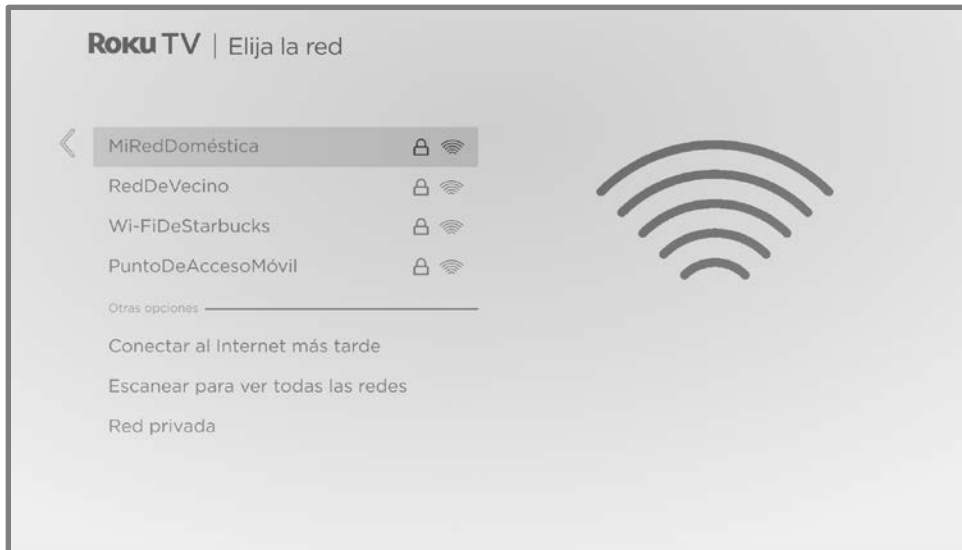 Roku TV | Elija la red
MiRedDoméstica
RedDeVecino
Wi-FiDeStarbucks
PuntoDeAccesoMóvil
Otras opciones
Conectar al Internet más tarde
Escanear para ver todas las redes
Red privada